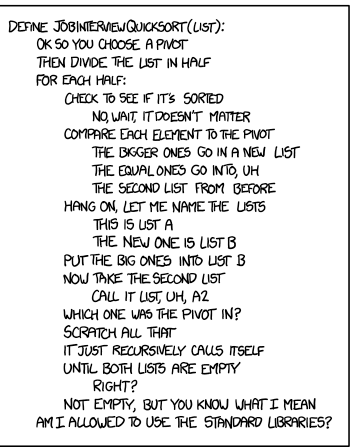 DEFINE JOBINTERVIEWQUICKSORT(LIST):
OK SO YOU CHOOSE A PIVOT
THEN DIVIDE THE LIST IN HALF
FOR EACH HALF:
CHECK TO SEE IF IT'S SORTED
NO, WAIT, IT DOESN'T MATTER
COMPARE EACH ELEMENT TO THE PIVOT
THE BIGGER ONES GO IN A NEW LIST
THE EQUAL ONES GO INTO, UH
THE SECOND LIST FROM BEFORE
HANG ON, LET ME NAME THE LISTS
THIS IS LIST A
THE NEW ONE IS LIST B
PUT THE BIG ONES INTO LIST B
NOW TAKE THE SECOND LIST
CALL IT LIST, UH, A2
WHICH ONE WAS THE PIVOT IN?
SCRATCH ALL THAT
IT JUST RECURSIVELY CALLS ITSELF
UNTIL BOTH LISTS ARE EMPTY
RIGHT?
NOT EMPTY, BUT YOU KNOW WHAT I MEAN
AM I ALLOWED TO USE THE STANDARD LIBRARIES?